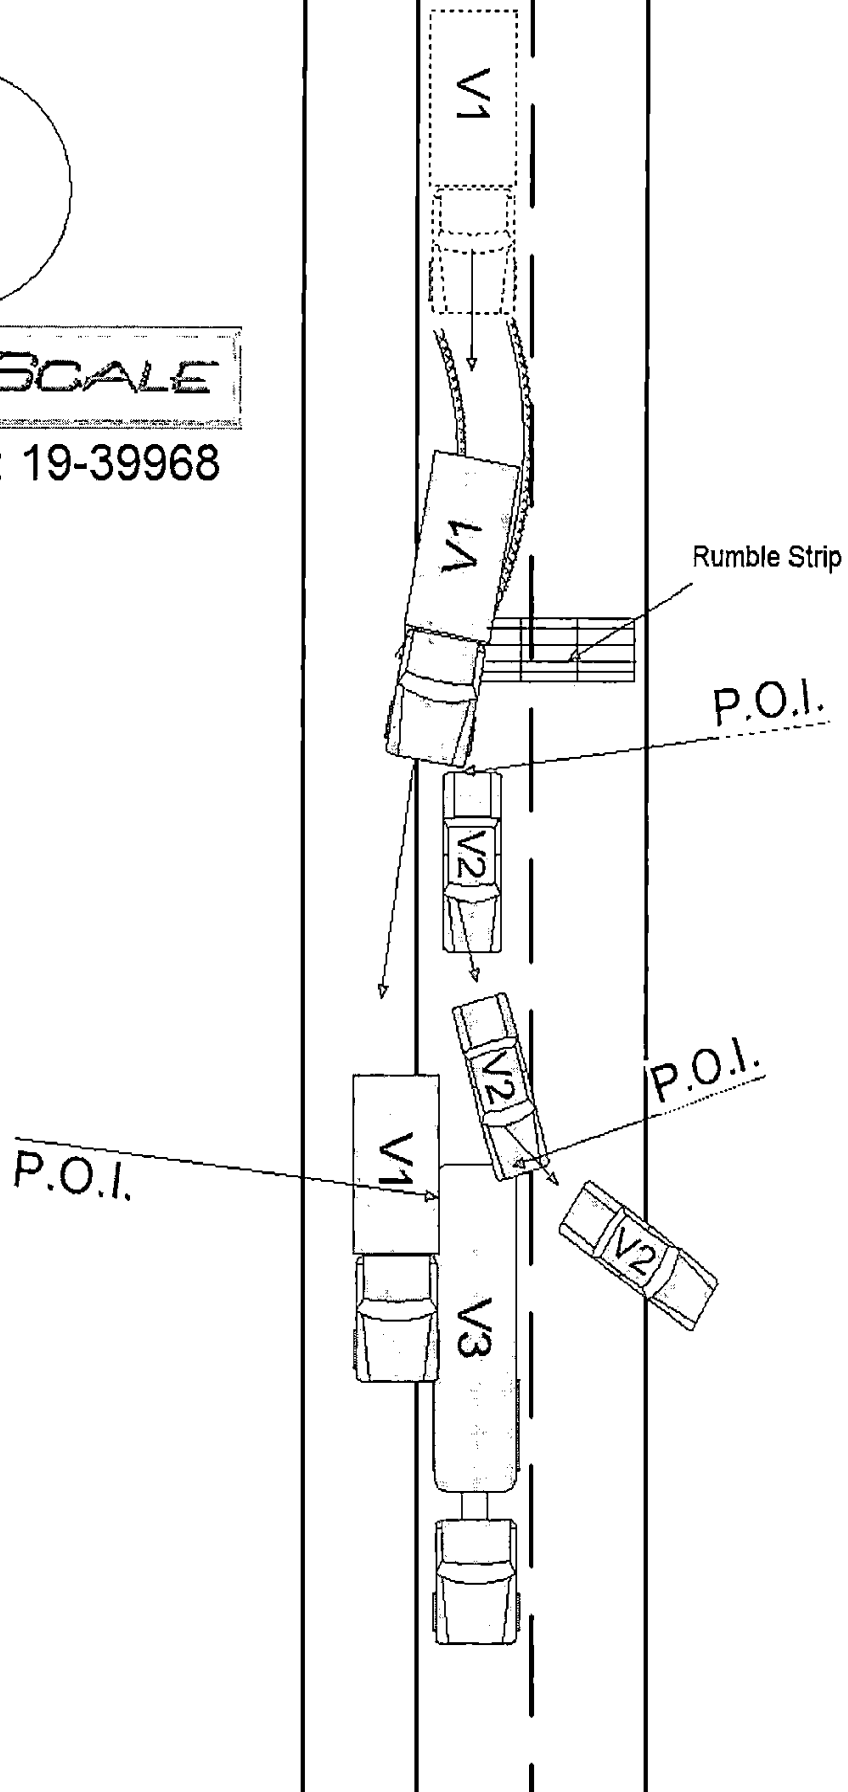 V1
SCALE
: 19-39968
V1
Rumble Strip
P.O.I.
V2
V2
P.O.I.
V1
P.O.I.
V2
V3